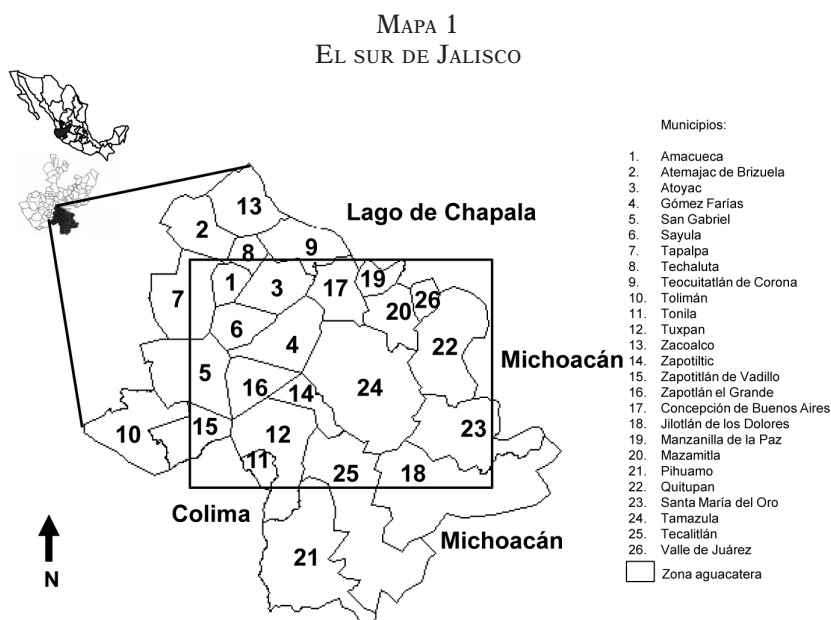 Mapa 1
El sur de Jalisco
Municipios:
1. Amacueca
2. Atemajac de Brizuela
3. Atoyac
4. Gómez Farías
5. San Gabriel
6. Sayula
7. Tapalpa
8. Techaluta
9. Teocuitatlán de Corona
10. Tolimán
11. Tonila
12. Tuxpan
13. Zacoalco
14. Zapotiltic
15. Zapotitlán de Vadillo
16. Zapotlán el Grande
17. Concepción de Buenos Aires
18. Jilotlán de los Dolores
19. Manzanilla de la Paz
20. Mazamitla
21. Pihuamo
22. Quitupan
23. Santa María del Oro
24. Tamazula
25. Tecalitlán
26. Valle de Juárez
Zona aguacatera
Lago de Chapala
Michoacán
Colima
Michoacán
N
13
2
8
9
1
3
17
19
20
26
7
6
4
22
5
16
14
24
10
15
12
23
11
25
18
21